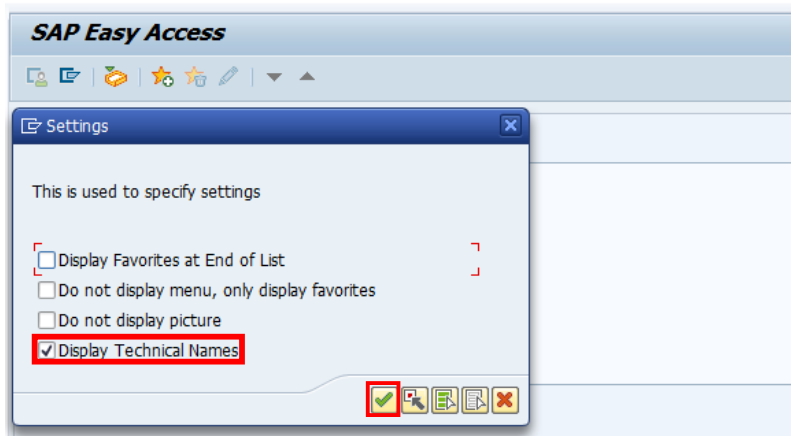 SAP Easy Access
Settings
This is used to specify settings
Display Favorites at End of List
Do not display menu, only display favorites
Do not display picture
Display Technical Names